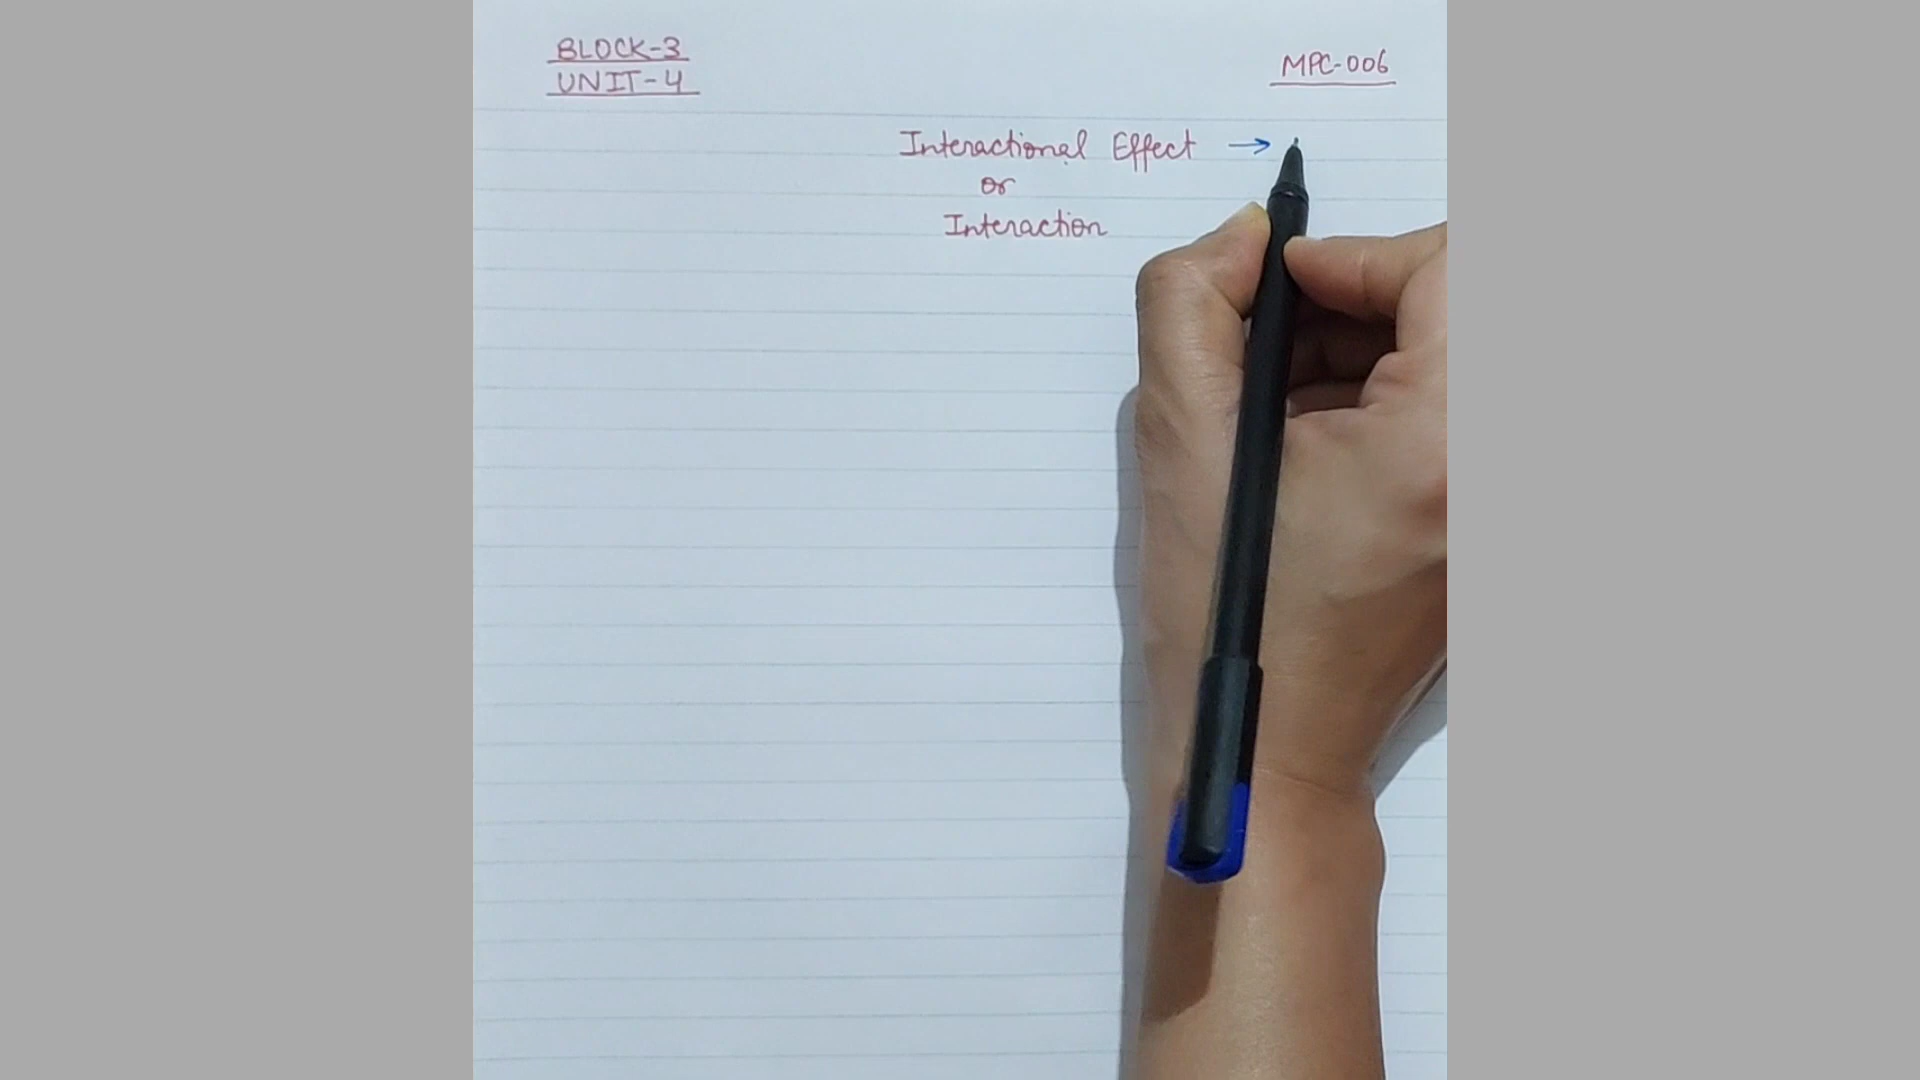 BLOCK-3
UNIT-4
MPC-006
Interactional Effect →
or
Interaction